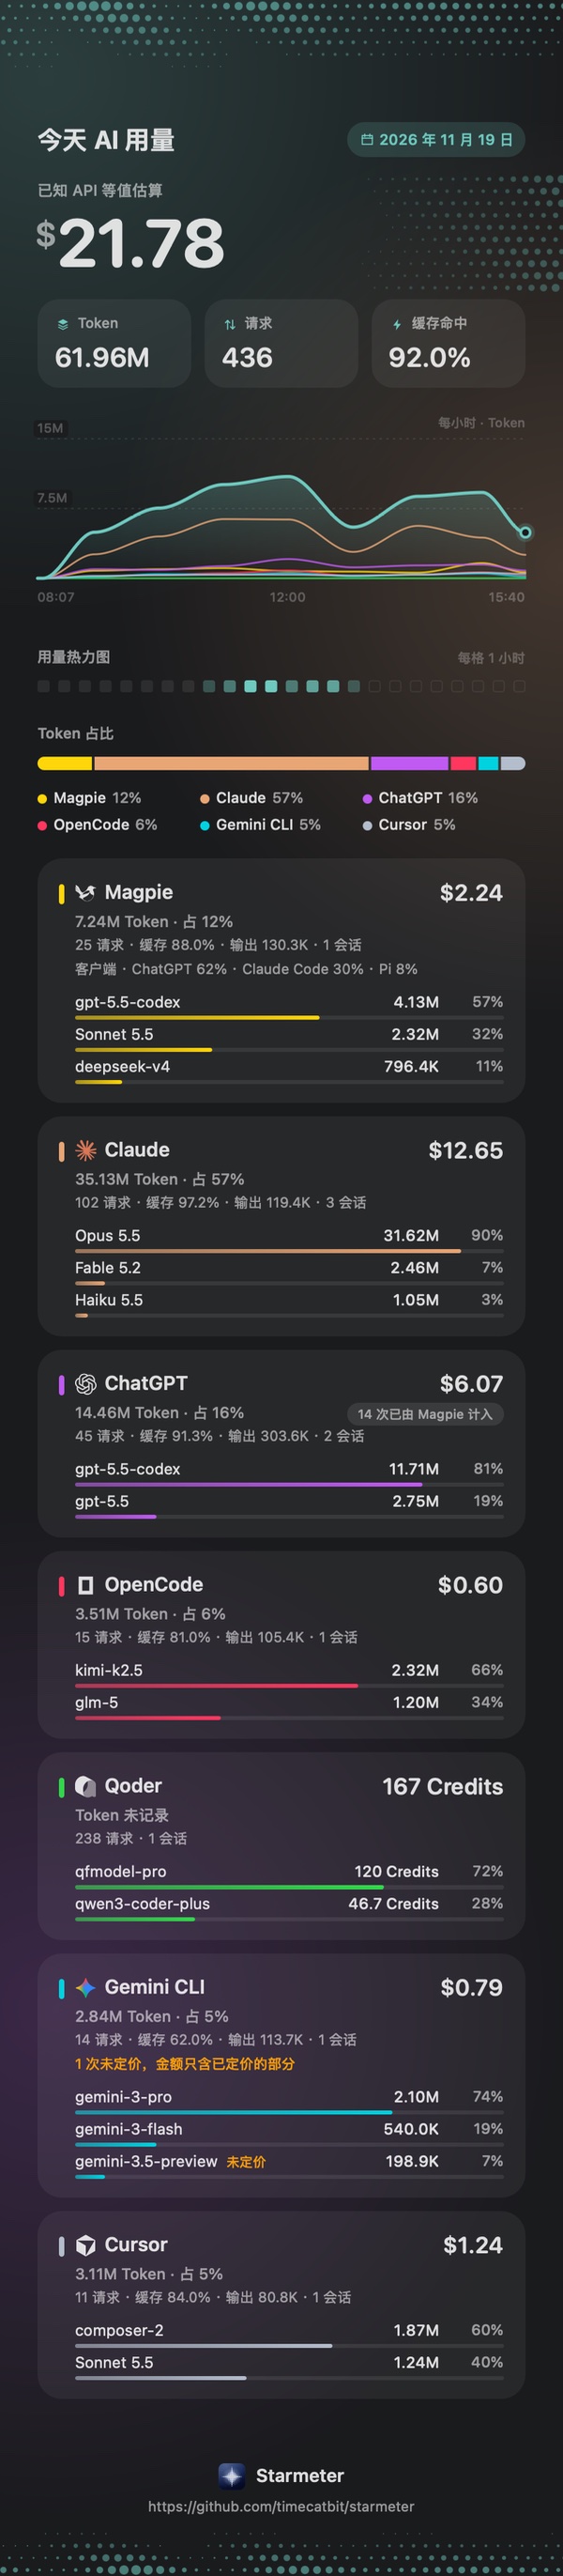 今天 AI 用量
2026 年 11 月 19 日
已知 API 等值估算
$21.78
Token
61.96M
请求
436
缓存命中
92.0%
每小时 · Token
15M
7.5M
08:07
12:00
15:40
用量热力图
每格 1 小时
Token 占比
Magpie 12%
Claude 57%
ChatGPT 16%
OpenCode 6%
Gemini CLI 5%
Cursor 5%
Magpie
$2.24
7.24M Token · 占 12%
25 请求 · 缓存 88.0% · 输出 130.3K · 1 会话
客户端 · ChatGPT 62% · Claude Code 30% · Pi 8%
gpt-5.5-codex 4.13M 57%
Sonnet 5.5 2.32M 32%
deepseek-v4 796.4K 11%
Claude
$12.65
35.13M Token · 占 57%
102 请求 · 缓存 97.2% · 输出 119.4K · 3 会话
Opus 5.5 31.62M 90%
Fable 5.2 2.46M 7%
Haiku 5.5 1.05M 3%
ChatGPT
$6.07
14.46M Token · 占 16%
14 次已由 Magpie 计入
45 请求 · 缓存 91.3% · 输出 303.6K · 2 会话
gpt-5.5-codex 11.71M 81%
gpt-5.5 2.75M 19%
OpenCode
$0.60
3.51M Token · 占 6%
15 请求 · 缓存 81.0% · 输出 105.4K · 1 会话
kimi-k2.5 2.32M 66%
glm-5 1.20M 34%
Qoder
167 Credits
Token 未记录
238 请求 · 1 会话
qfmodel-pro 120 Credits 72%
qwen3-coder-plus 46.7 Credits 28%
Gemini CLI
$0.79
2.84M Token · 占 5%
14 请求 · 缓存 62.0% · 输出 113.7K · 1 会话
1 次未定价，金额只含已定价的部分
gemini-3-pro 2.10M 74%
gemini-3-flash 540.0K 19%
gemini-3.5-preview 未定价 198.9K 7%
Cursor
$1.24
3.11M Token · 占 5%
11 请求 · 缓存 84.0% · 输出 80.8K · 1 会话
composer-2 1.87M 60%
Sonnet 5.5 1.24M 40%
Starmeter
https://github.com/timecatbit/starmeter